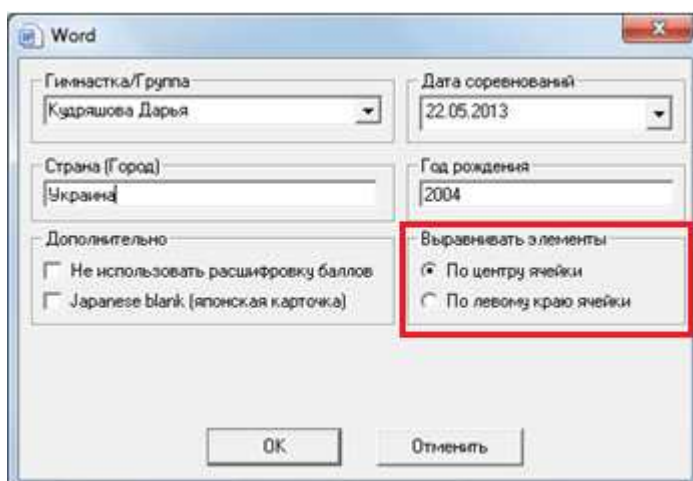 Word
Гимнастка/Группа
Кудряшова Дарья
Дата соревнований
22.05.2013
Страна (Город)
Украина
Год рождения
2004
Дополнительно
Не использовать расшифровку баллов
Japanese blank (японская карточка)
Выравнивать элементы
По центру ячейки
По левому краю ячейки
OK
Отменить